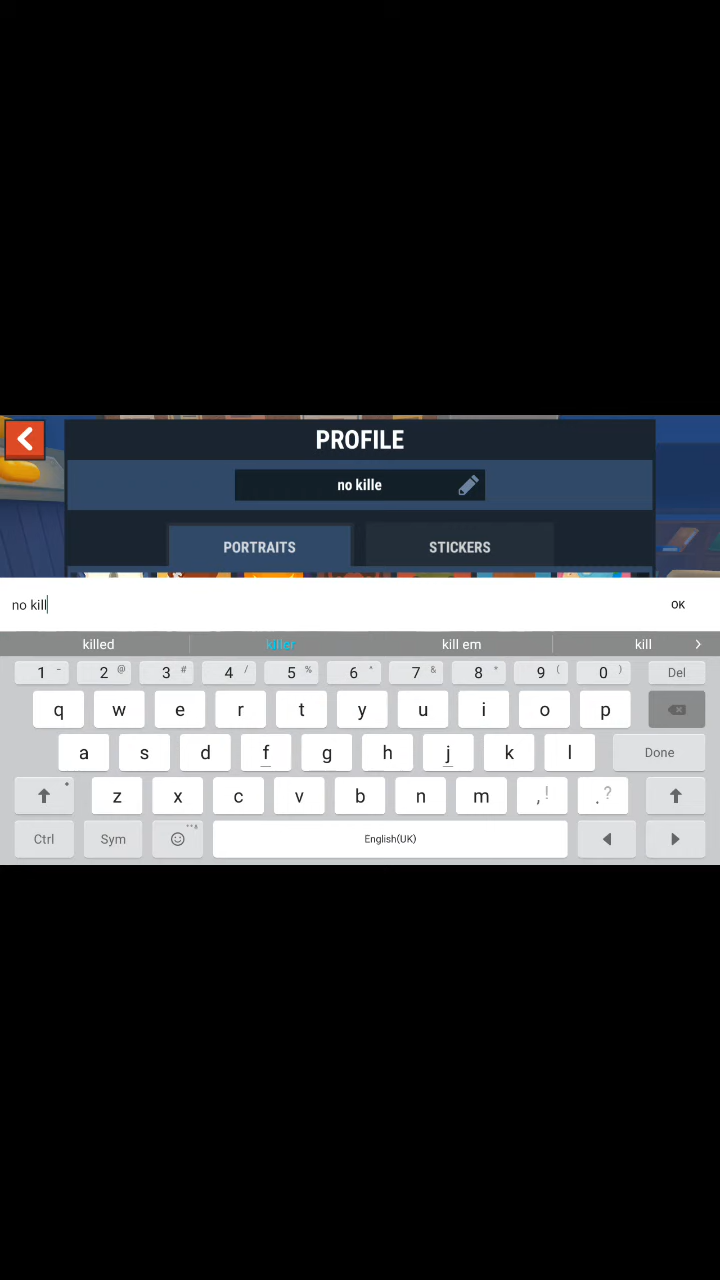 PROFILE
no kille
PORTRAITS STICKERS
no kill OK
killed killer kill em kill >
1 - 2 @ 3 # 4 / 5 % 6 ^ 7 & 8 * 9 ( 0 ) Del
q w e r t y u i o p
a s d f g h j k l Done
z x c v b n m , ! . ?
Ctrl Sym English(UK)